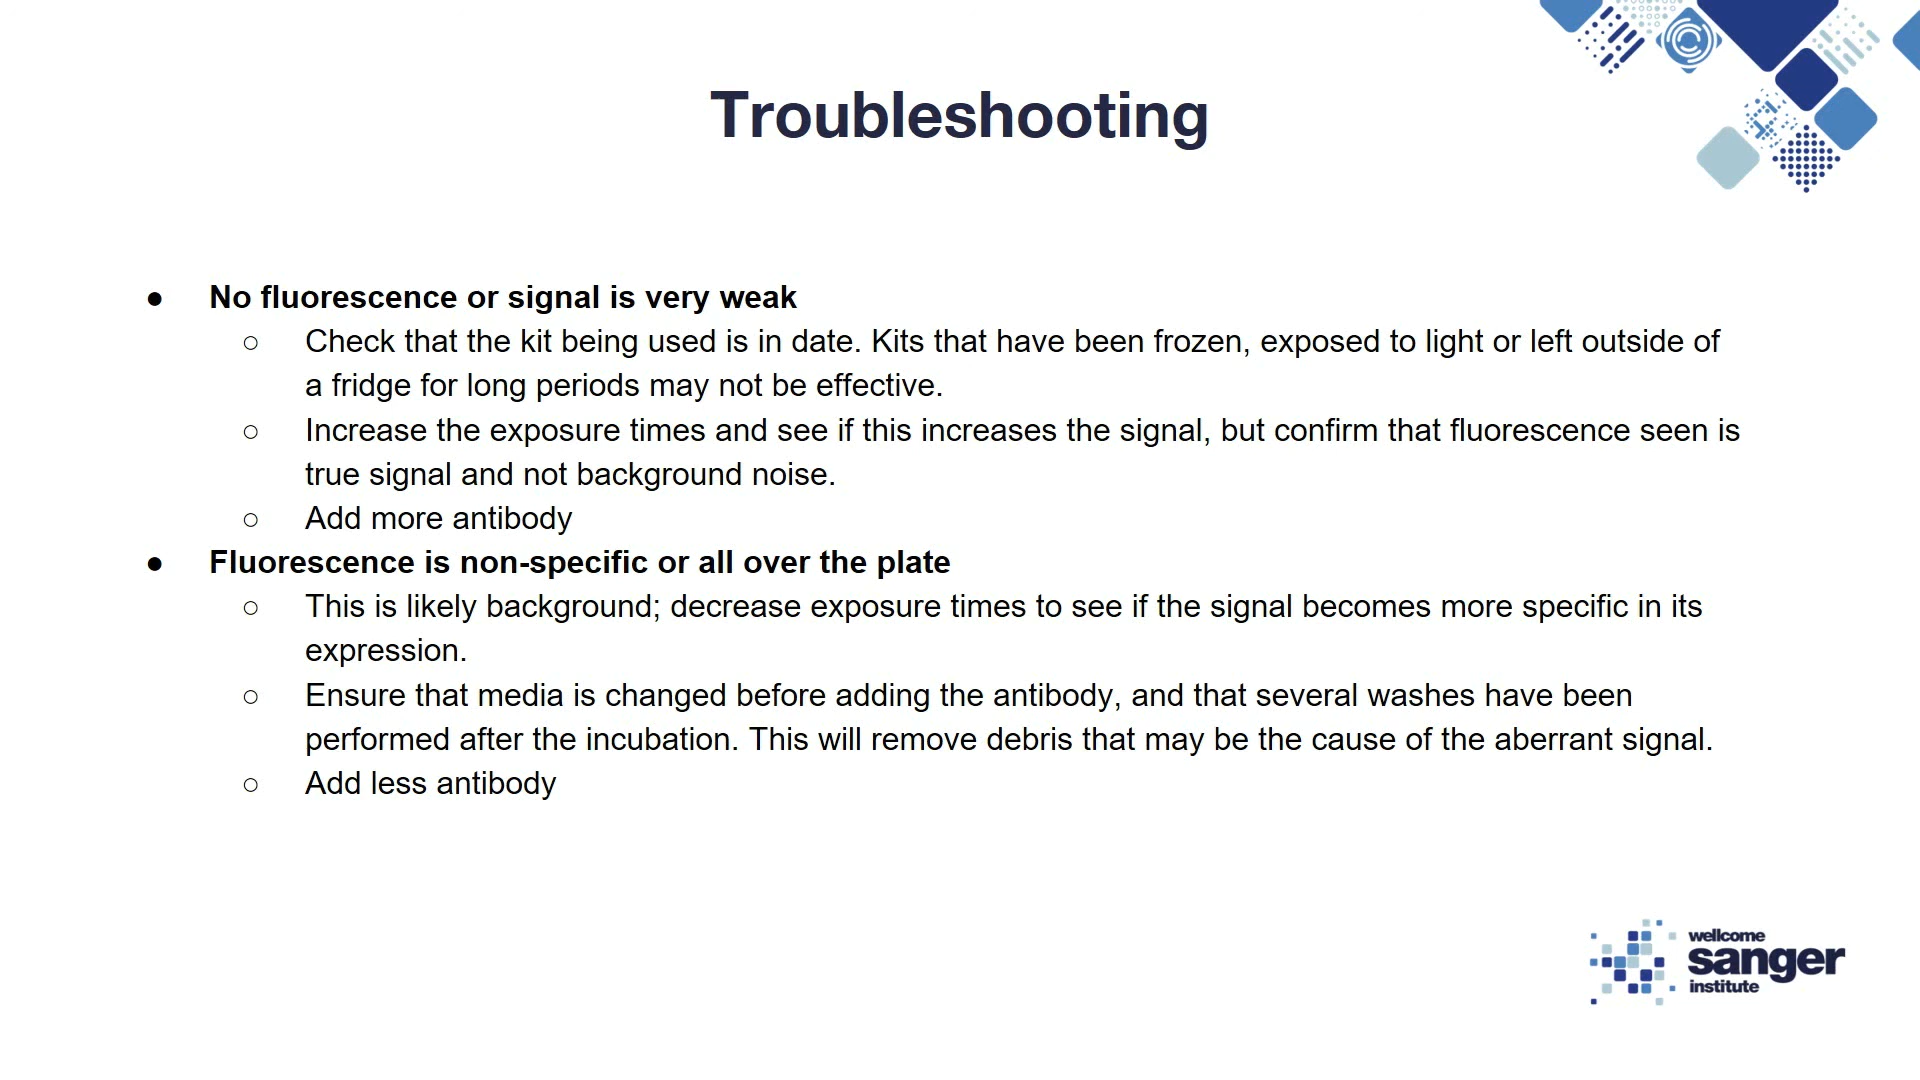 Troubleshooting
● No fluorescence or signal is very weak
○ Check that the kit being used is in date. Kits that have been frozen, exposed to light or left outside of
a fridge for long periods may not be effective.
○ Increase the exposure times and see if this increases the signal, but confirm that fluorescence seen is
true signal and not background noise.
○ Add more antibody
● Fluorescence is non-specific or all over the plate
○ This is likely background; decrease exposure times to see if the signal becomes more specific in its
expression.
○ Ensure that media is changed before adding the antibody, and that several washes have been
performed after the incubation. This will remove debris that may be the cause of the aberrant signal.
○ Add less antibody
wellcome
sanger
institute